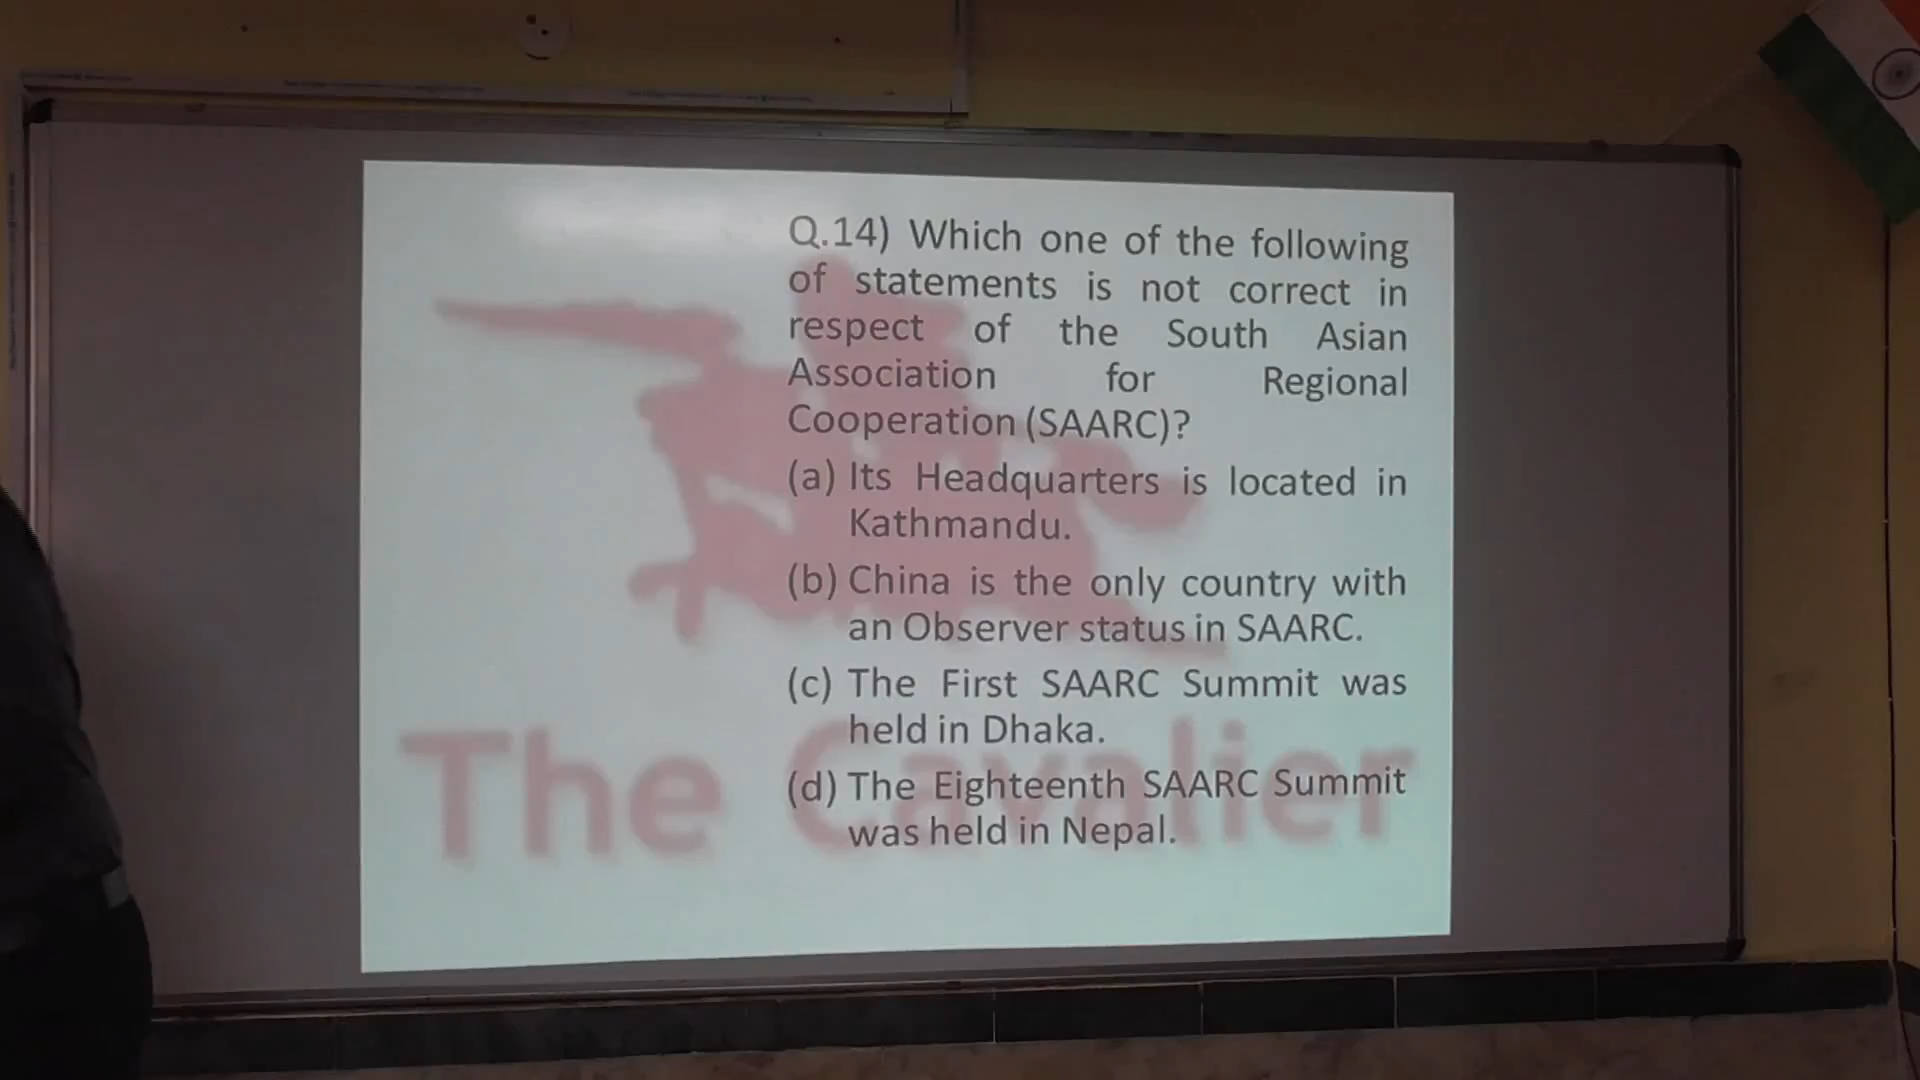 Q.14) Which one of the following
of statements is not correct in
respect of the South Asian
Association for Regional
Cooperation (SAARC)?
(a) Its Headquarters is located in
Kathmandu.
(b) China is the only country with
an Observer status in SAARC.
(c) The First SAARC Summit was
held in Dhaka.
(d) The Eighteenth SAARC Summit
was held in Nepal.
The Cavalier